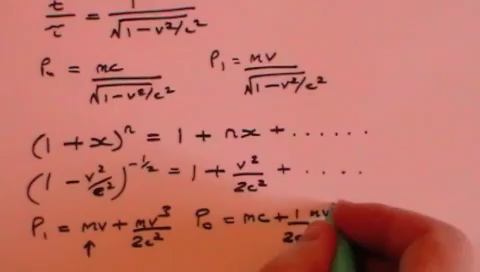 t/τ = 1/√1-v²/c²
P₀ = mc/√1-v²/c² P₁ = mv/√1-v²/c²
(1+x)ⁿ = 1 + nx + ......
(1 - v²/c²)^-1/2 = 1 + v²/2c² + ....
P₁ = mv + mv³/2c² P₀ = mc + 1/2c mv
↑